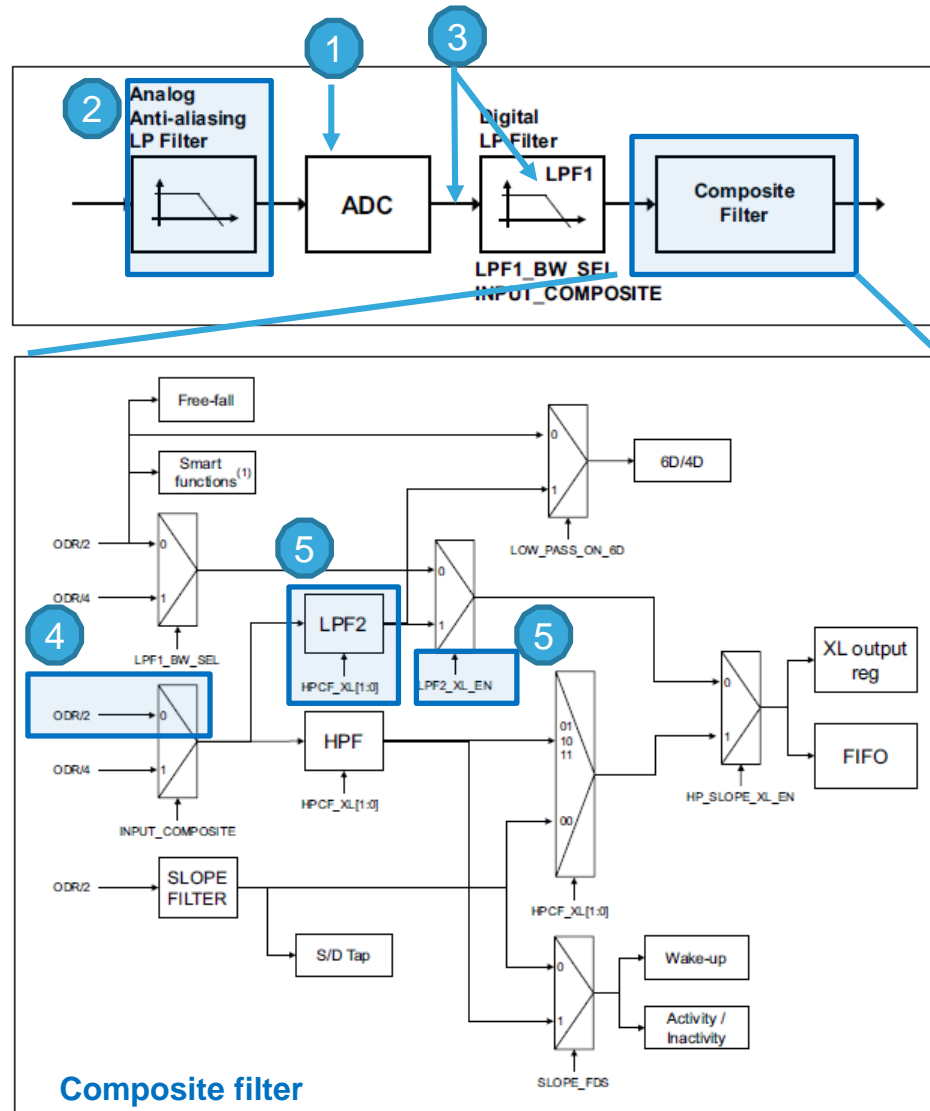 1
3
2
Analog
Anti-aliasing
LP Filter
ADC
Digital
LP Filter
LPF1
Composite
Filter
LPF1_BW_SEL
INPUT_COMPOSITE
Free-fall
Smart
functions(1)
0
1
6D/4D
LOW_PASS_ON_6D
ODR/2
0
ODR/4
1
LPF1_BW_SEL
5
LPF2
HPCF_XL[1:0]
0
1
LPF2_XL_EN
5
4
ODR/2
0
ODR/4
1
INPUT_COMPOSITE
HPF
HPCF_XL[1:0]
01
10
11
00
HPCF_XL[1:0]
0
1
HP_SLOPE_XL_EN
XL output
reg
FIFO
ODR/2
SLOPE
FILTER
S/D Tap
0
1
SLOPE_FDS
Wake-up
Activity /
Inactivity
Composite filter